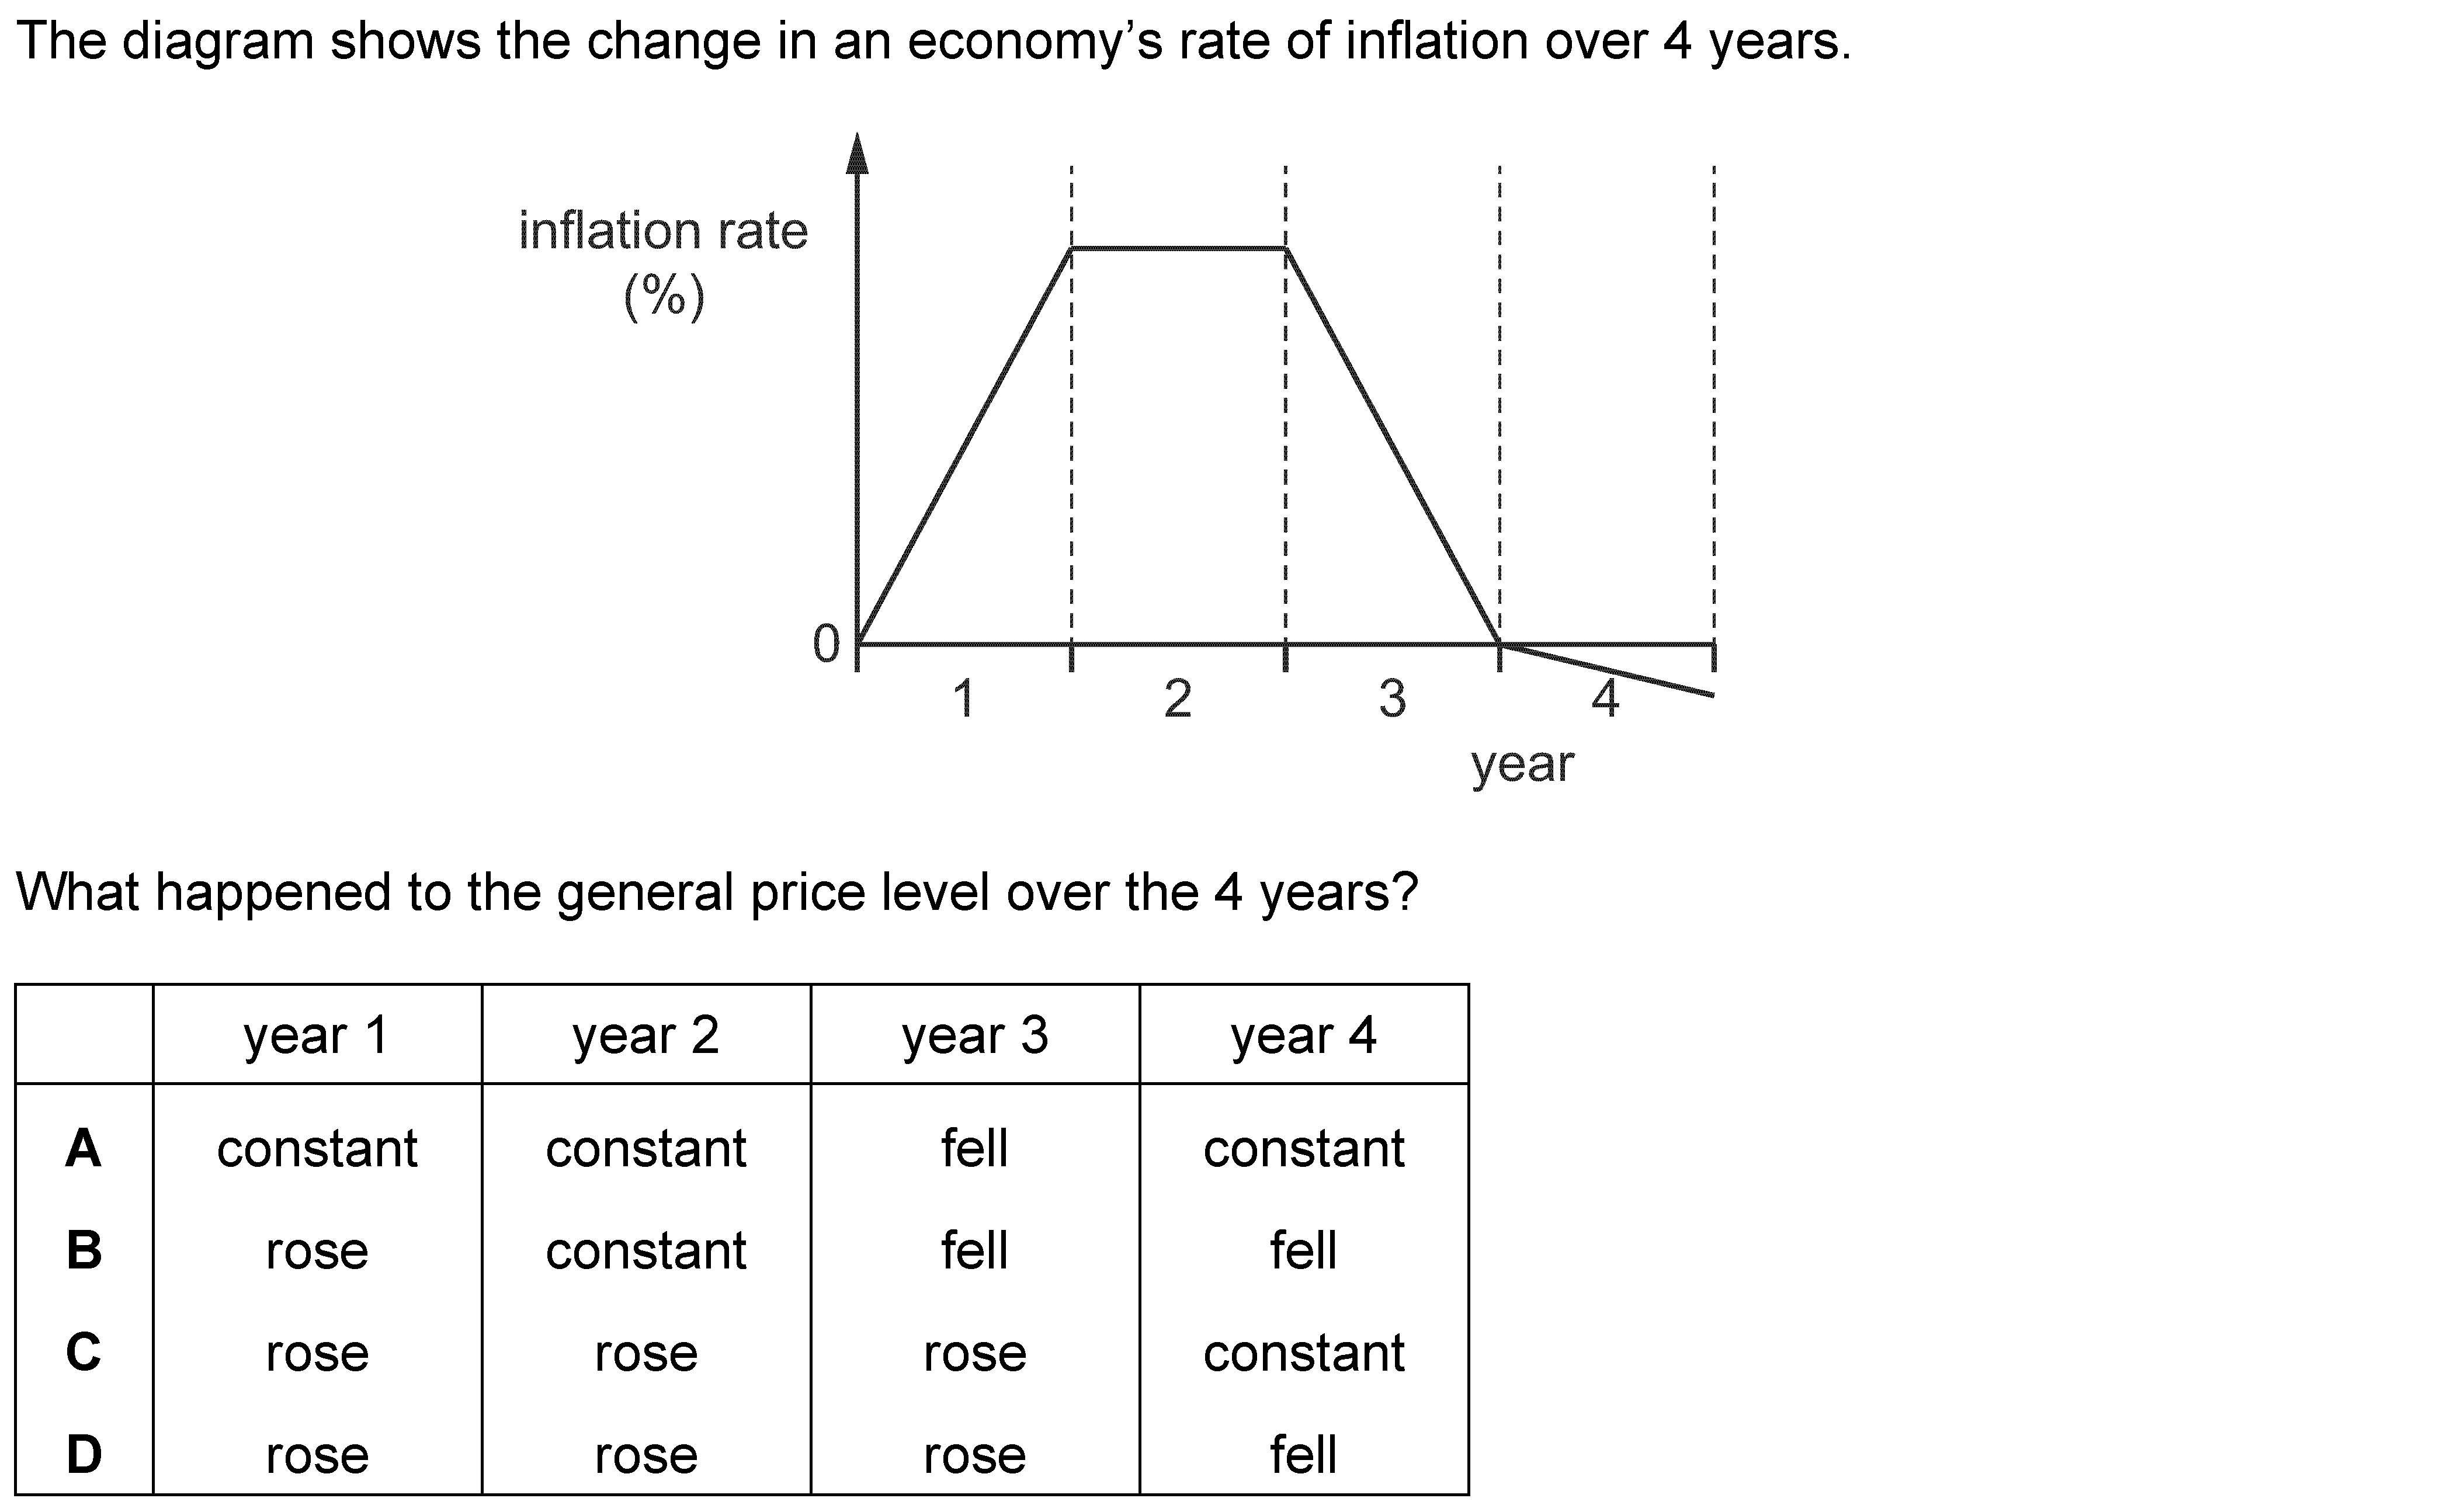 The diagram shows the change in an economy’s rate of inflation over 4 years.
inflation rate
(%)
0
1 2 3 4
year
What happened to the general price level over the 4 years?
year 1 year 2 year 3 year 4
A constant constant fell constant
B rose constant fell fell
C rose rose rose constant
D rose rose rose fell